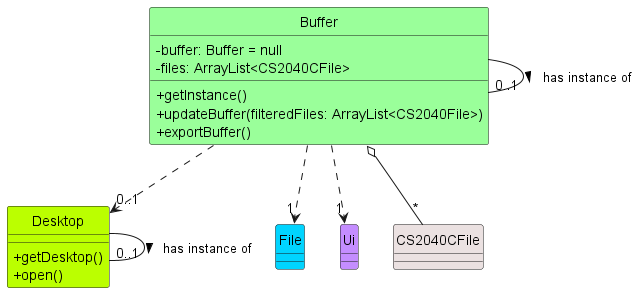 Buffer
-buffer: Buffer = null
-files: ArrayList<CS2040CFile>
+getInstance()
+updateBuffer(filteredFiles: ArrayList<CS2040File>)
+exportBuffer()
0..1
has instance of
0..1
1
1
*
Desktop
+getDesktop()
+open()
0..1
has instance of
File
Ui
CS2040CFile